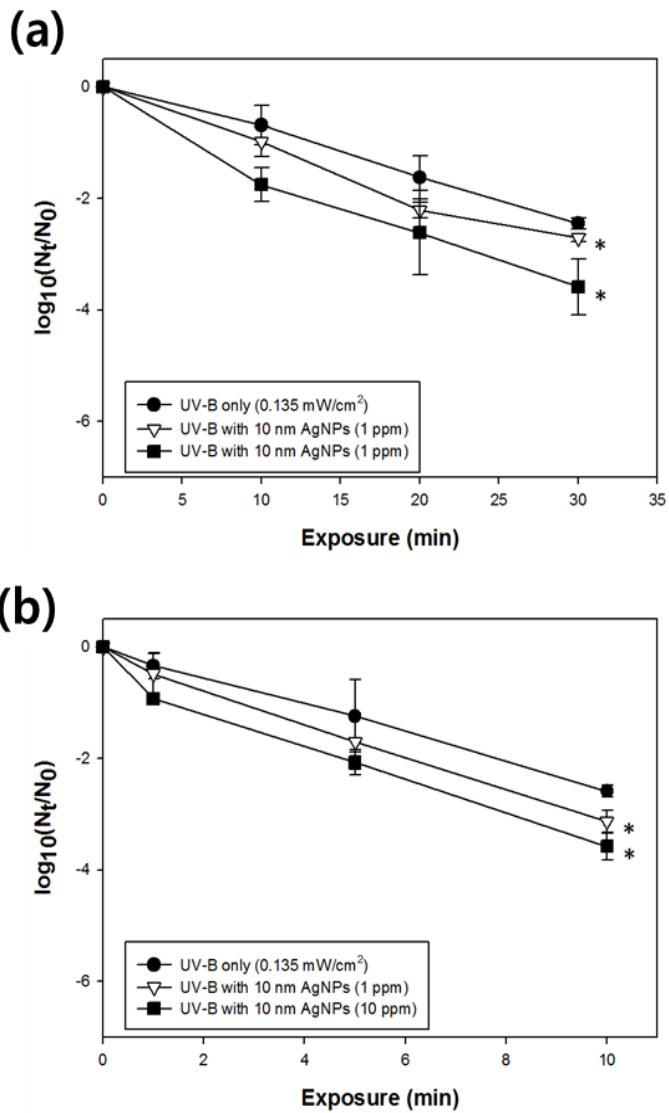 (a)
0
-2
-4
-6
log10(Nt/N0)
UV-B only (0.135 mW/cm2)
UV-B with 10 nm AgNPs (1 ppm)
UV-B with 10 nm AgNPs (1 ppm)
*
*
0 5 10 15 20 25 30 35
Exposure (min)
(b)
0
-2
-4
-6
log10(Nt/N0)
UV-B only (0.135 mW/cm2)
UV-B with 10 nm AgNPs (1 ppm)
UV-B with 10 nm AgNPs (10 ppm)
*
*
0 2 4 6 8 10
Exposure (min)